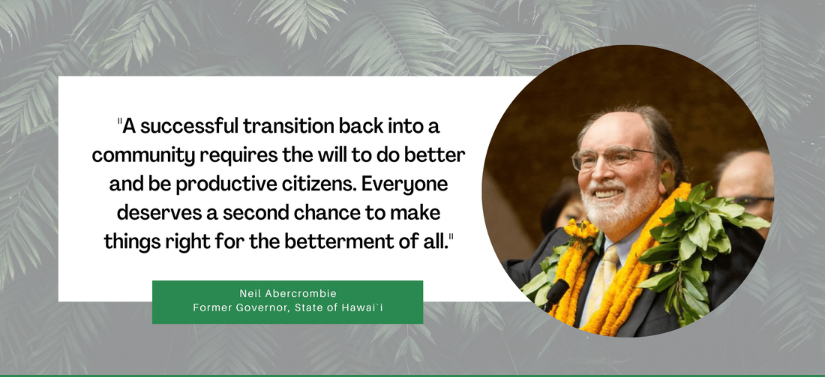 "A successful transition back into a
community requires the will to do better
and be productive citizens. Everyone
deserves a second chance to make
things right for the betterment of all."
Neil Abercrombie
Former Governor, State of Hawai`i